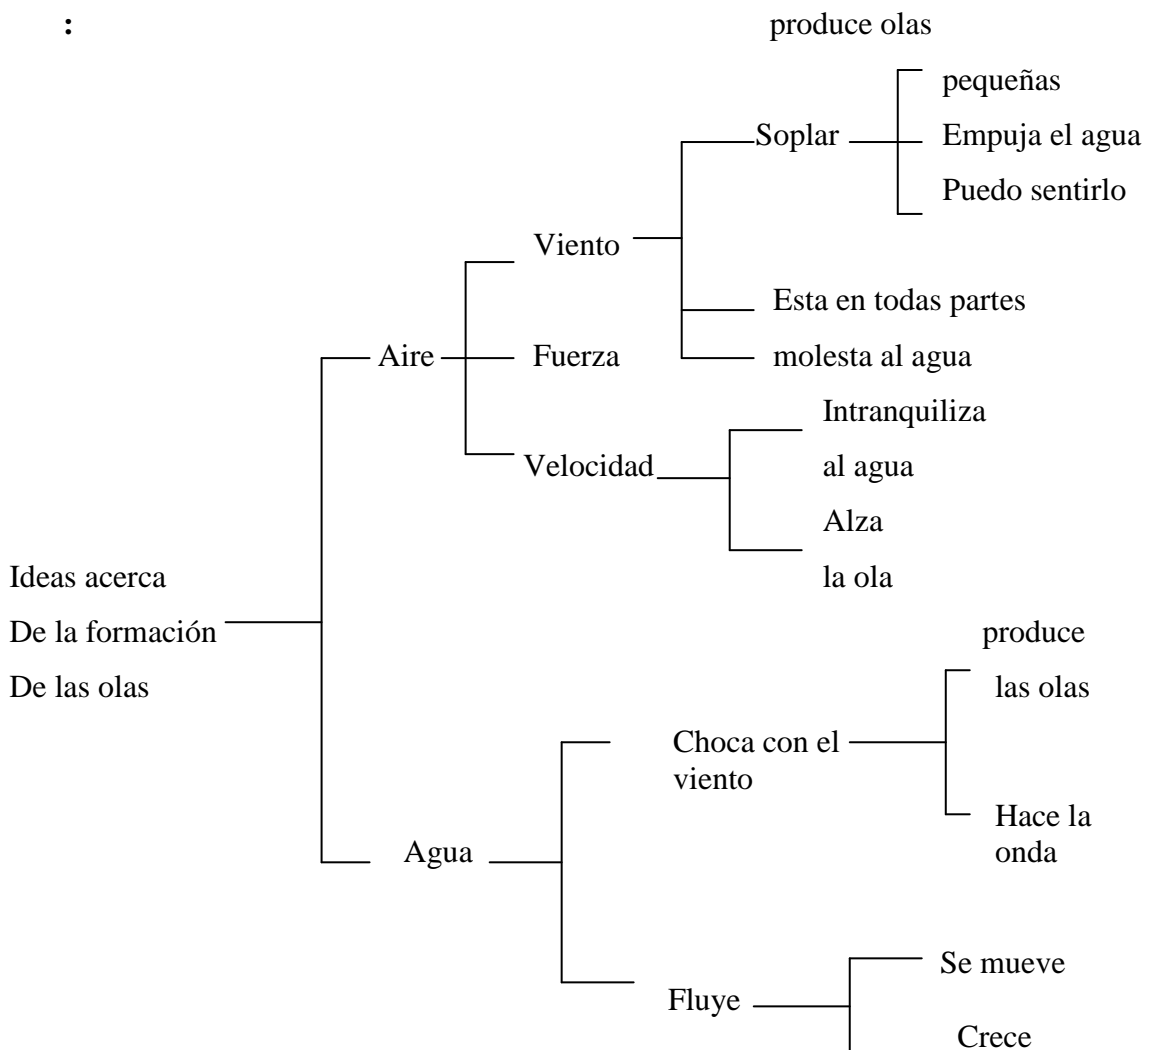 :
produce olas
pequeñas
Soplar
Empuja el agua
Puedo sentirlo
Viento
Esta en todas partes
Aire
Fuerza
molesta al agua
Intranquiliza
Velocidad
al agua
Alza
la ola
Ideas acerca
De la formación
De las olas
produce
las olas
Choca con el
viento
Hace la
onda
Agua
Se mueve
Fluye
Crece